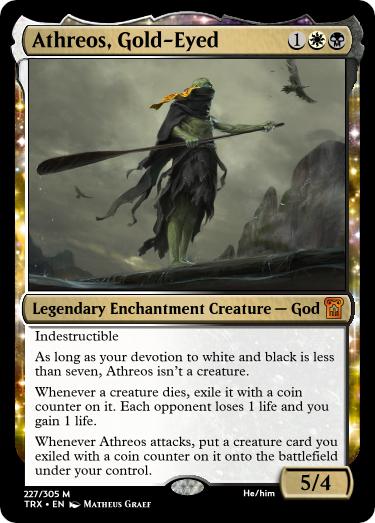 Athreos, Gold-Eyed 1
Legendary Enchantment Creature — God
Indestructible
As long as your devotion to white and black is less
than seven, Athreos isn't a creature.
Whenever a creature dies, exile it with a coin
counter on it. Each opponent loses 1 life and you
gain 1 life.
Whenever Athreos attacks, put a creature card you
exiled with a coin counter on it onto the battlefield
under your control.
5/4
227/305 M He/him
TRX • EN Matheus Graef